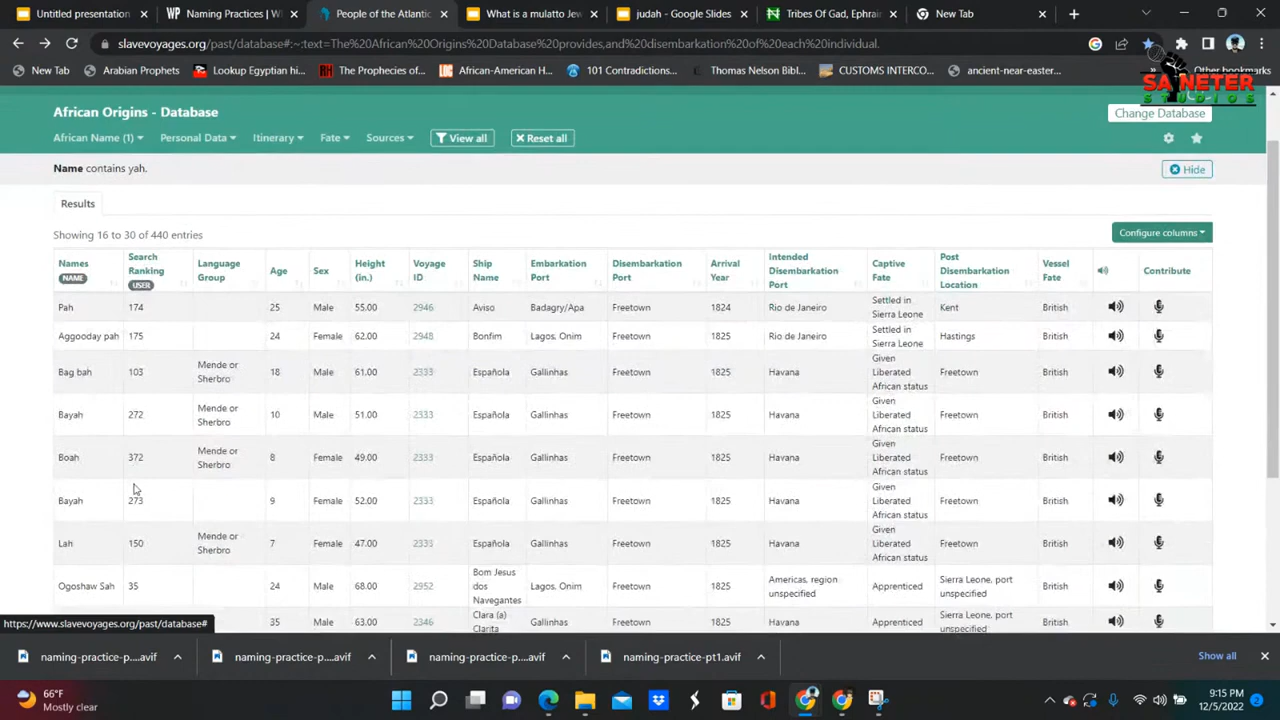 Untitled presentation
Naming Practices | W
People of the Atlantic
What is a mulatto Jew
judah - Google Slides
Tribes Of Gad, Ephrai
New Tab
slavevoyages.org/past/database#:~:text=The%20African%20Origins%20Database%20provides,and%20disembarkation%20of%20each%20individual.
New Tab
Arabian Prophets
Lookup Egyptian hi...
The Prophecies of...
African-American H...
101 Contradictions...
Thomas Nelson Bibl...
CUSTOMS INTERCO...
ancient-near-easter...
Other bookmarks
SA NETER
STUDIOS
African Origins - Database
Change Database
African Name (1)
Personal Data
Itinerary
Fate
Sources
View all
Reset all
Name contains yah.
Hide
Results
Showing 16 to 30 of 440 entries
Configure columns
Names NAME Search Ranking USER Language Group Age Sex Height (in.) Voyage ID Ship Name Embarkation Port Disembarkation Port Arrival Year Intended Disembarkation Port Captive Fate Post Disembarkation Location Vessel Fate Contribute
Pah 174 25 Male 55.00 2946 Aviso Badagry/Apa Freetown 1824 Rio de Janeiro Settled in Sierra Leone Kent British
Aggooday pah 175 24 Female 62.00 2948 Bonfim Lagos, Onim Freetown 1825 Rio de Janeiro Settled in Sierra Leone Hastings British
Bag bah 103 Mende or Sherbro 18 Male 61.00 2333 Española Gallinhas Freetown 1825 Havana Given Liberated African status Freetown British
Bayah 272 Mende or Sherbro 10 Male 51.00 2333 Española Gallinhas Freetown 1825 Havana Given Liberated African status Freetown British
Boah 372 Mende or Sherbro 8 Female 49.00 2333 Española Gallinhas Freetown 1825 Havana Given Liberated African status Freetown British
Bayah 273 9 Female 52.00 2333 Española Gallinhas Freetown 1825 Havana Given Liberated African status Freetown British
Lah 150 Mende or Sherbro 7 Female 47.00 2333 Española Gallinhas Freetown 1825 Havana Given Liberated African status Freetown British
Ogoshaw Sah 35 24 Male 68.00 2952 Bom Jesus dos Navegantes Lagos, Onim Freetown 1825 Americas, region unspecified Apprenticed Sierra Leone, port unspecified British
35 Male 63.00 2346 Clara (a) Clarita Gallinhas Freetown 1825 Havana Apprenticed Sierra Leone, port unspecified British
https://www.slavevoyages.org/past/database#
naming-practice-p....avif
naming-practice-p....avif
naming-practice-p....avif
naming-practice-pt1.avif
Show all
66°F
Mostly clear
9:15 PM
12/5/2022
2